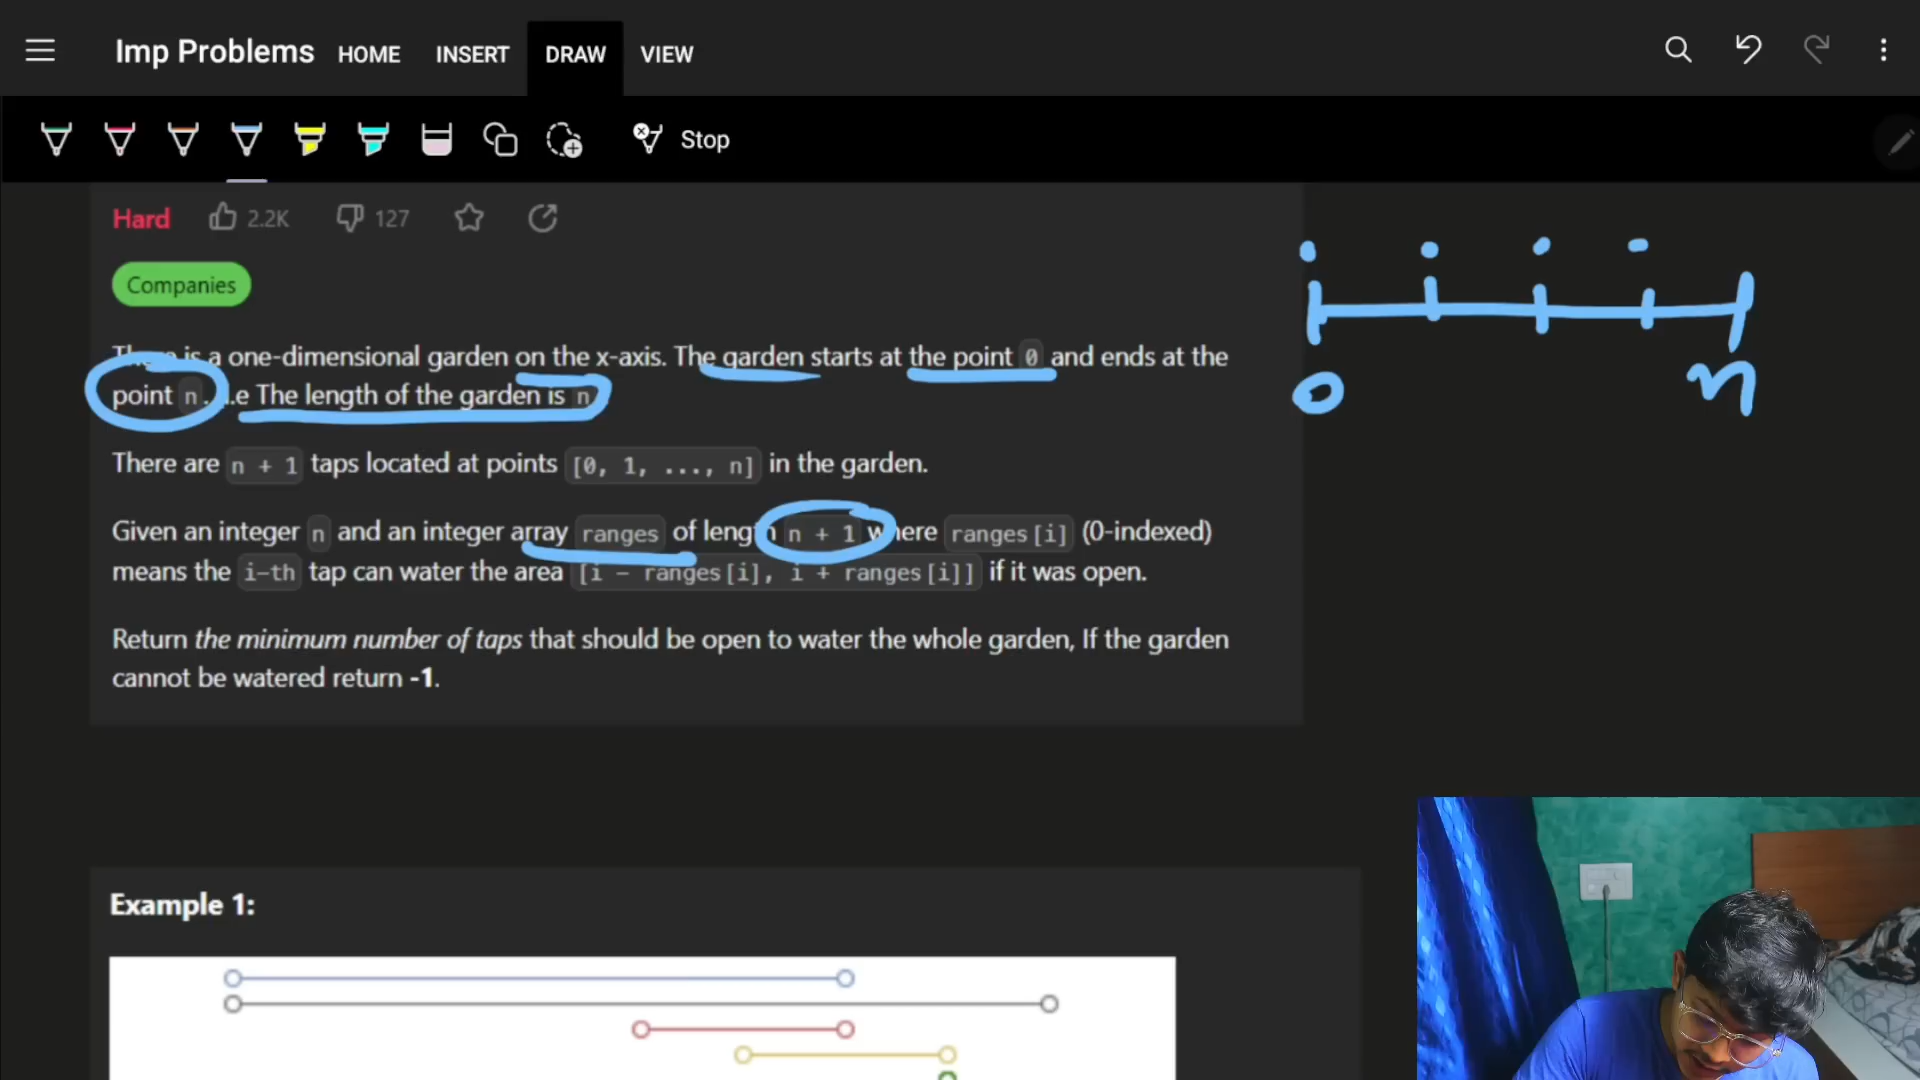 Imp Problems HOME INSERT DRAW VIEW
Stop
Hard 2.2K 127
Companies
There is a one-dimensional garden on the x-axis. The garden starts at the point 0 and ends at the
point n. i.e The length of the garden is n
There are n + 1 taps located at points [0, 1, ..., n] in the garden.
Given an integer n and an integer array ranges of length n + 1 where ranges[i] (0-indexed)
means the i-th tap can water the area [i - ranges[i], i + ranges[i]] if it was open.
Return the minimum number of taps that should be open to water the whole garden, If the garden
cannot be watered return -1.
0 n
Example 1: